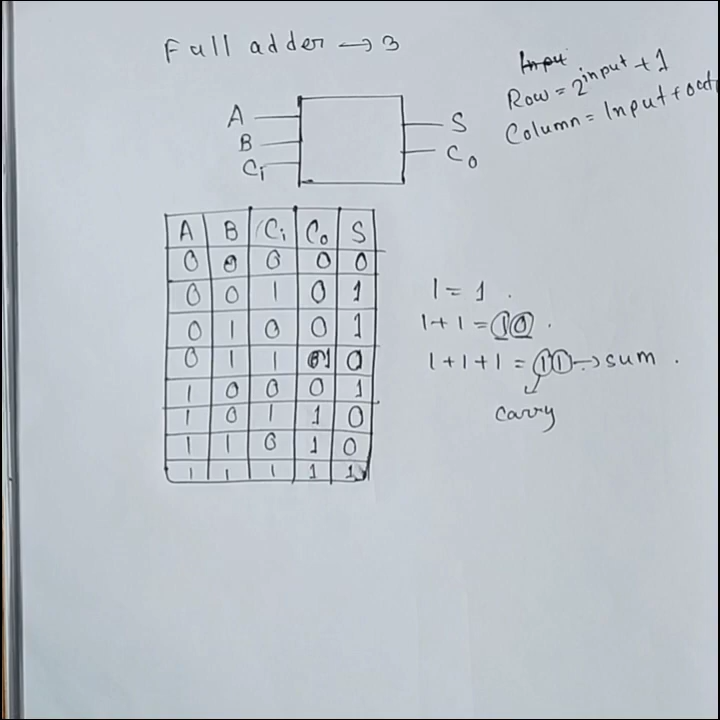 Full adder → 3
Row = 2^input + 1
Column = Input + out
A
B
Ci
S
Co
A B Ci Co S
0 0 0 0 0
0 0 1 0 1
0 1 0 0 1
0 1 1 1 0
1 0 0 0 1
1 0 1 1 0
1 1 0 1 0
1 1 1 1 1
1 = 1 .
1 + 1 = 10 .
1 + 1 + 1 = 11 → sum .
carry